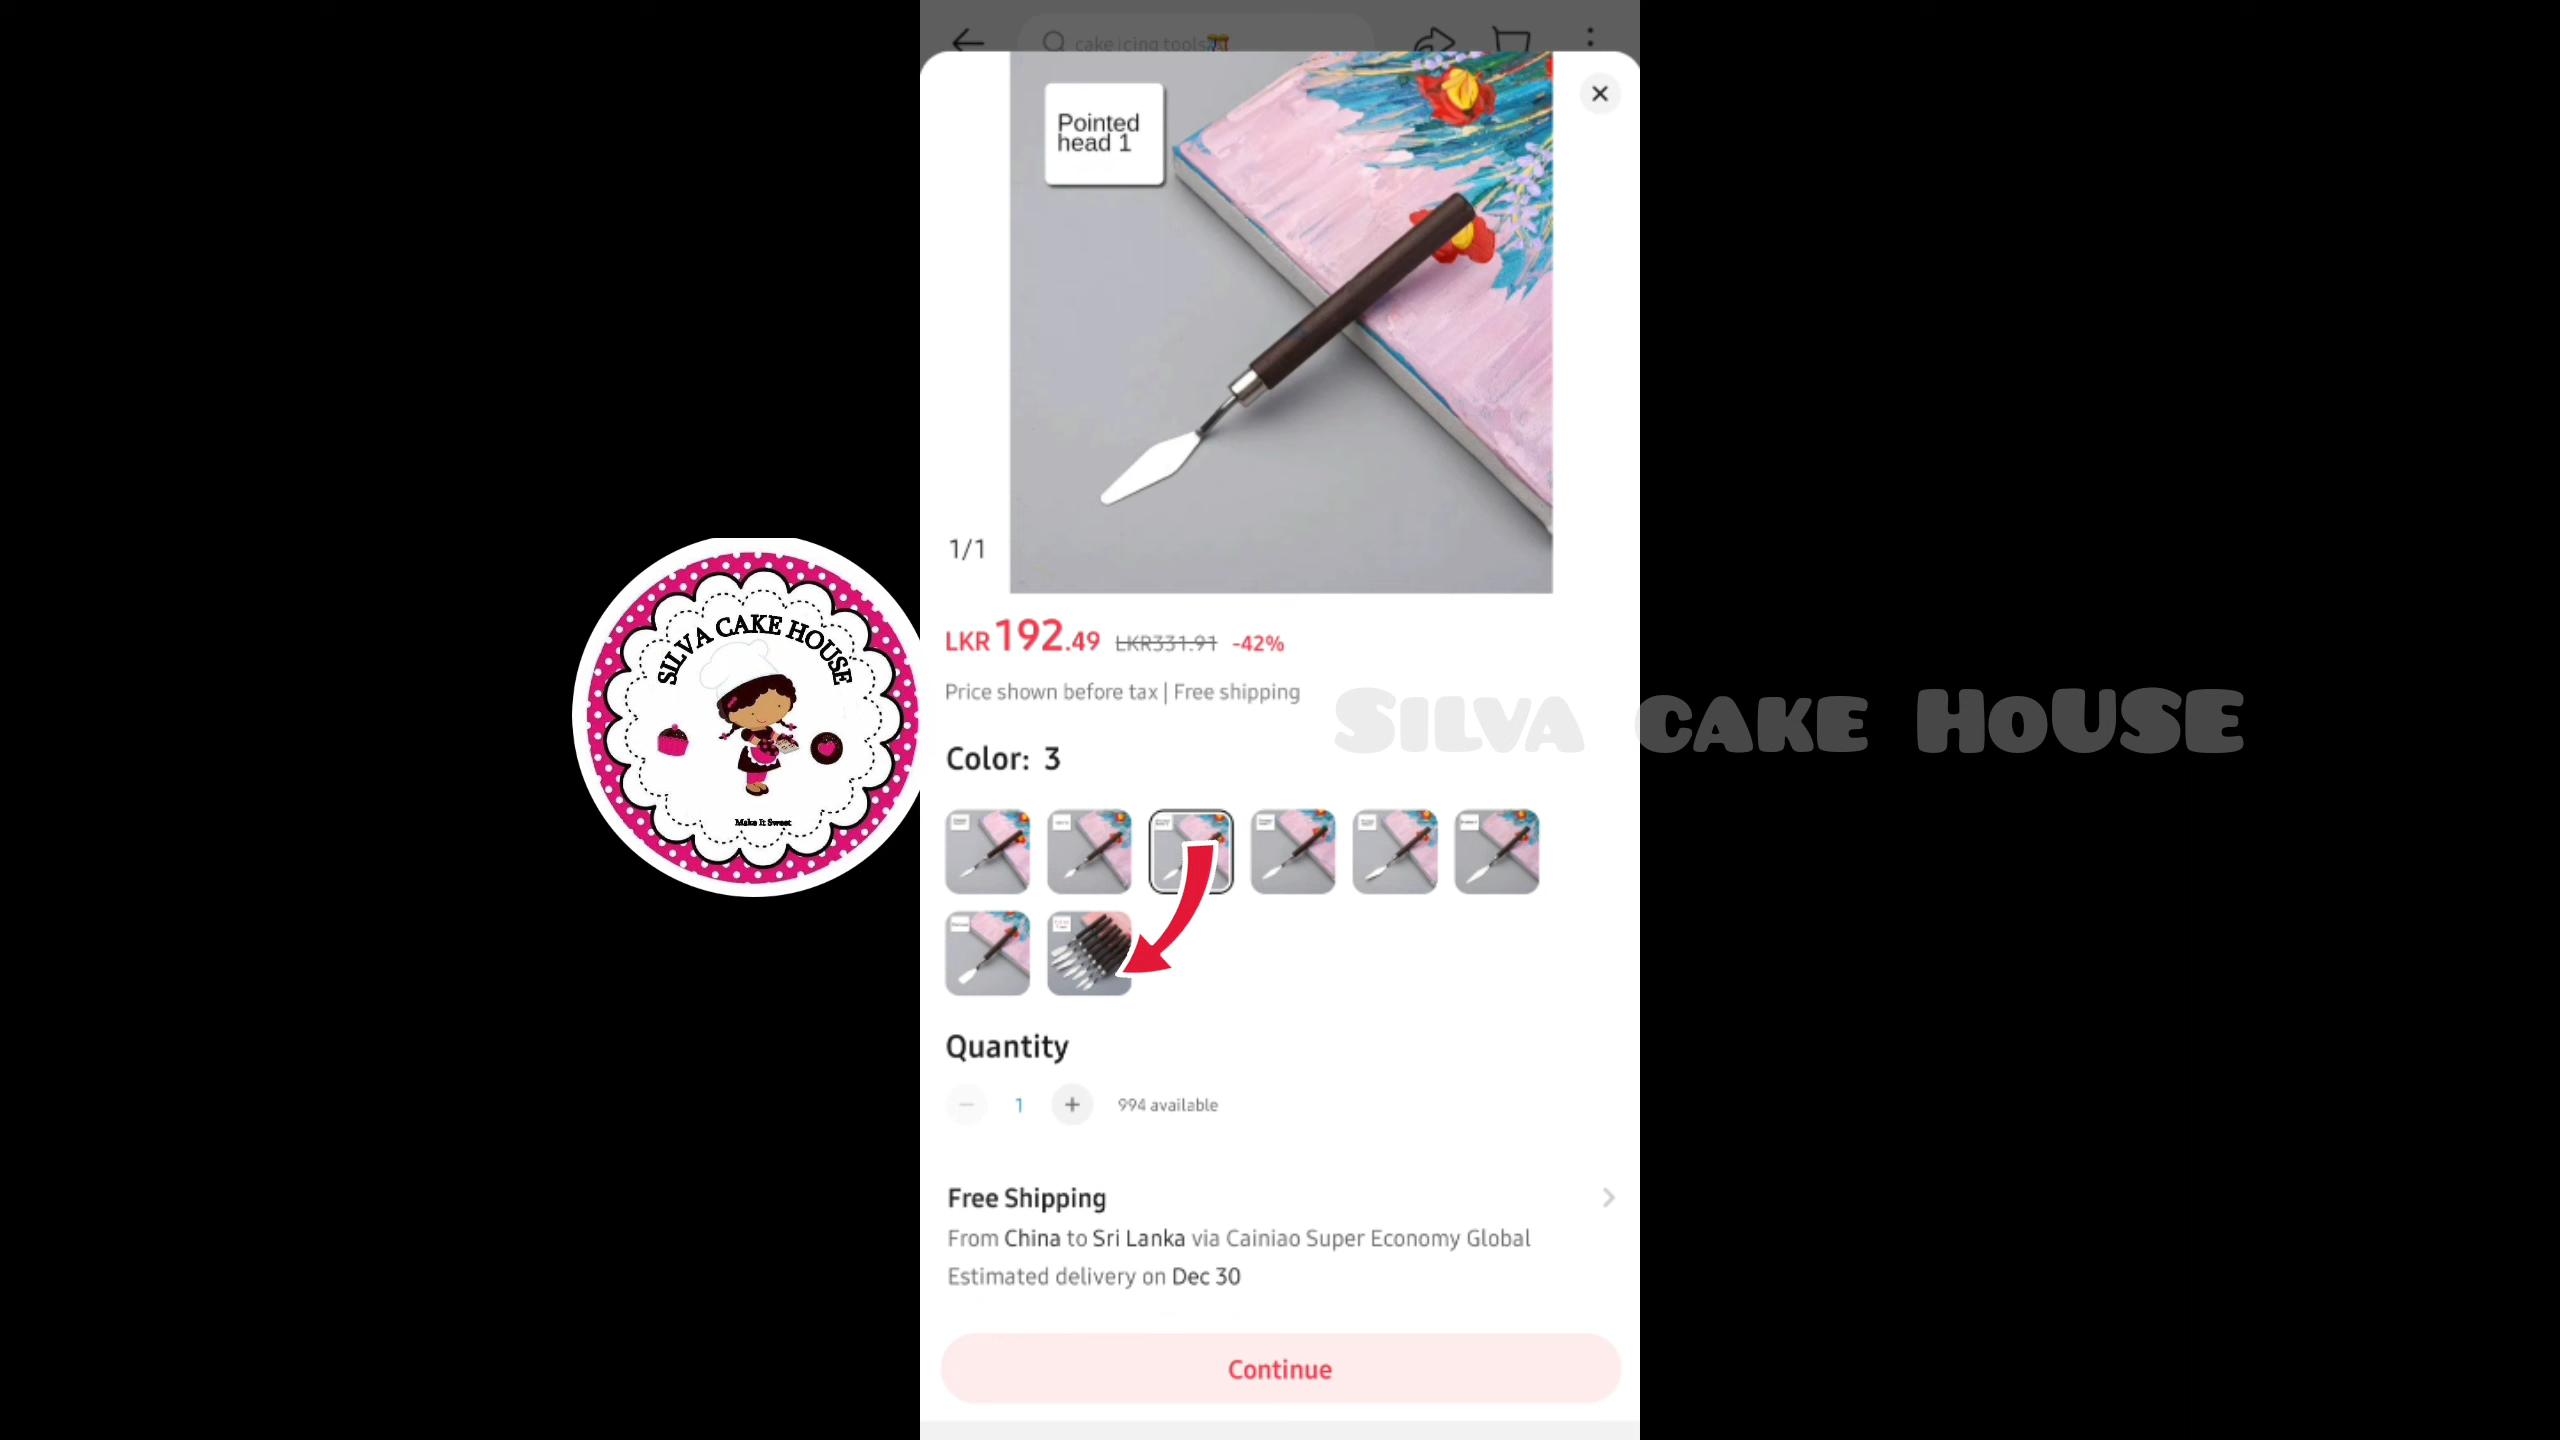 cake icing tools
Pointed
head 1
1/1
LKR 192.49 LKR331.91 -42%
Price shown before tax | Free shipping
SILVA CAKE HOUSE
Make It Sweet
SILVA CAKE HOUSE
Color: 3
Quantity
1
994 available
Free Shipping
From China to Sri Lanka via Cainiao Super Economy Global
Estimated delivery on Dec 30
Continue